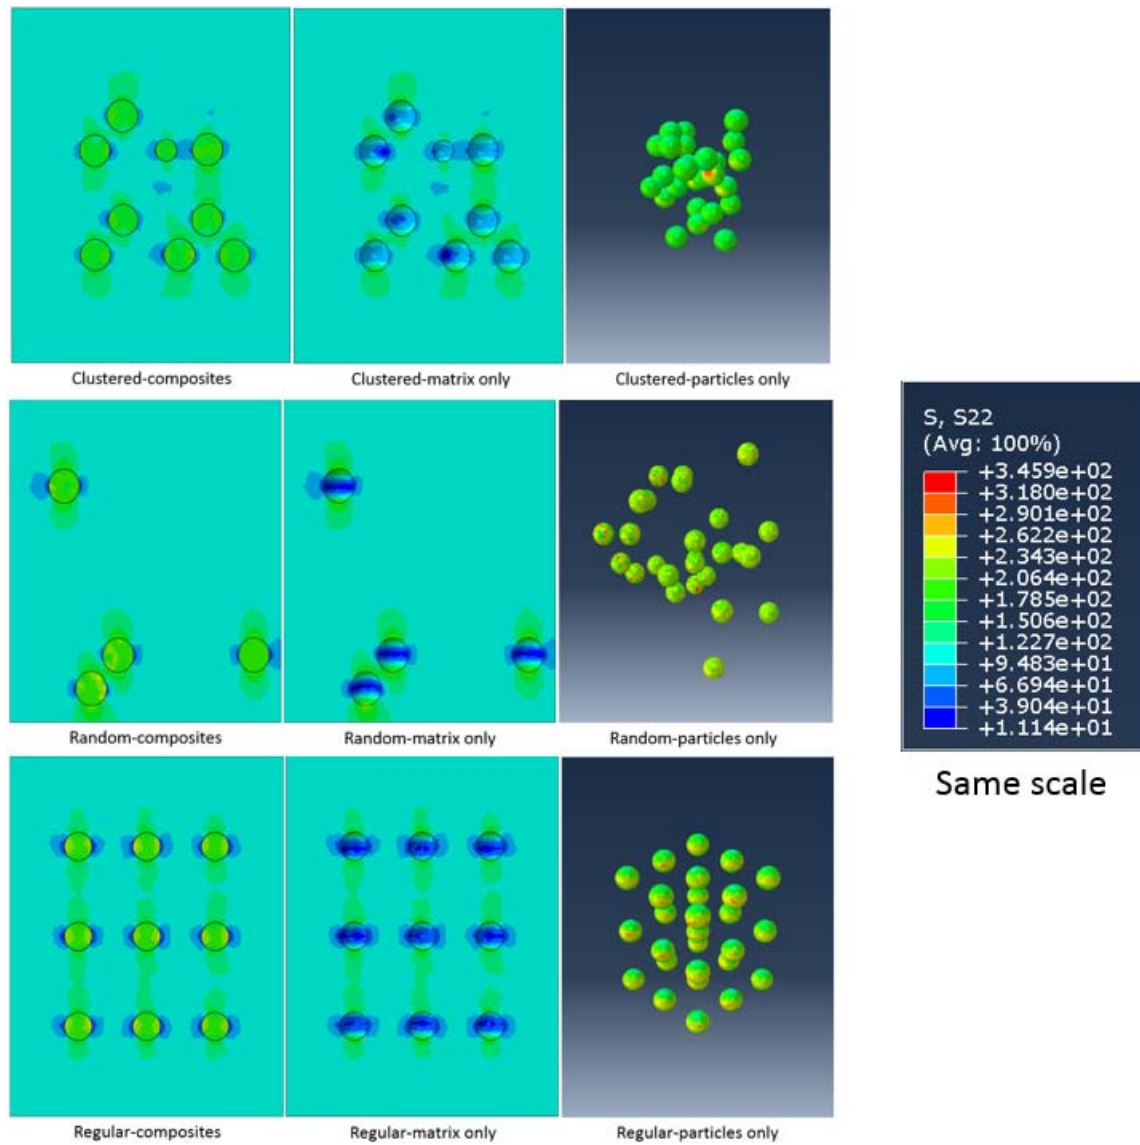 Clustered-composites
Clustered-matrix only
Clustered-particles only
Random-composites
Random-matrix only
Random-particles only
Regular-composites
Regular-matrix only
Regular-particles only
S, S22
(Avg: 100%)
+3.459e+02
+3.180e+02
+2.901e+02
+2.622e+02
+2.343e+02
+2.064e+02
+1.785e+02
+1.506e+02
+1.227e+02
+9.483e+01
+6.694e+01
+3.904e+01
+1.114e+01
Same scale